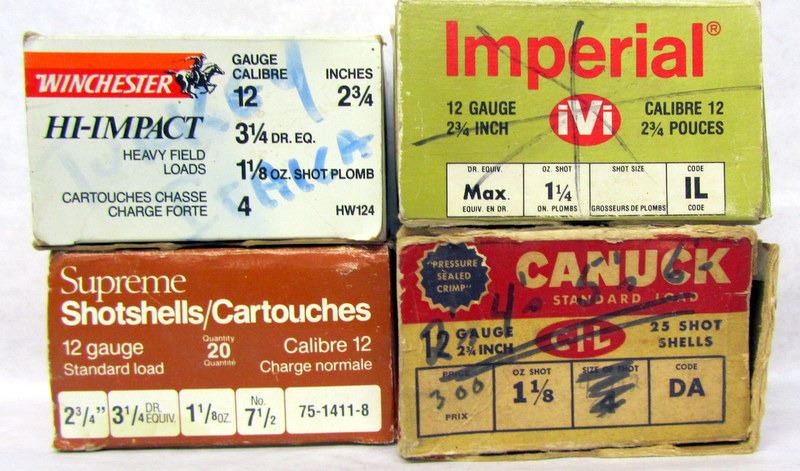 WINCHESTER
GAUGE
CALIBRE
12
INCHES
2¾
HI-IMPACT
3¼ DR. EQ.
HEAVY FIELD
LOADS
1⅛ OZ. SHOT PLOMB
CARTOUCHES CHASSE
CHARGE FORTE
4
HW124
Imperial®
12 GAUGE
2¾ INCH
iVi
CALIBRE 12
2¾ POUCES
DR. EQUIV.
OZ. SHOT
SHOT SIZE
CODE
Max.
1¼
IL
EQUIV. EN DR.
ON. PLOMBS
GROSSEURS DE PLOMBS
CODE
Supreme
Shotshells/Cartouches
12 gauge
Standard load
Quantity
20
Quantité
Calibre 12
Charge normale
2¾"
3¼ DR. EQUIV.
1⅛ OZ.
No. 7½
75-1411-8
"PRESSURE
SEALED
CRIMP"
CANUCK
STANDARD LOAD
4 5 6
12 GAUGE
2¾ INCH
CIL
25 SHOT
SHELLS
PRICE
OZ SHOT
SIZE OF SHOT
CODE
300
1⅛
4
DA
PRIX